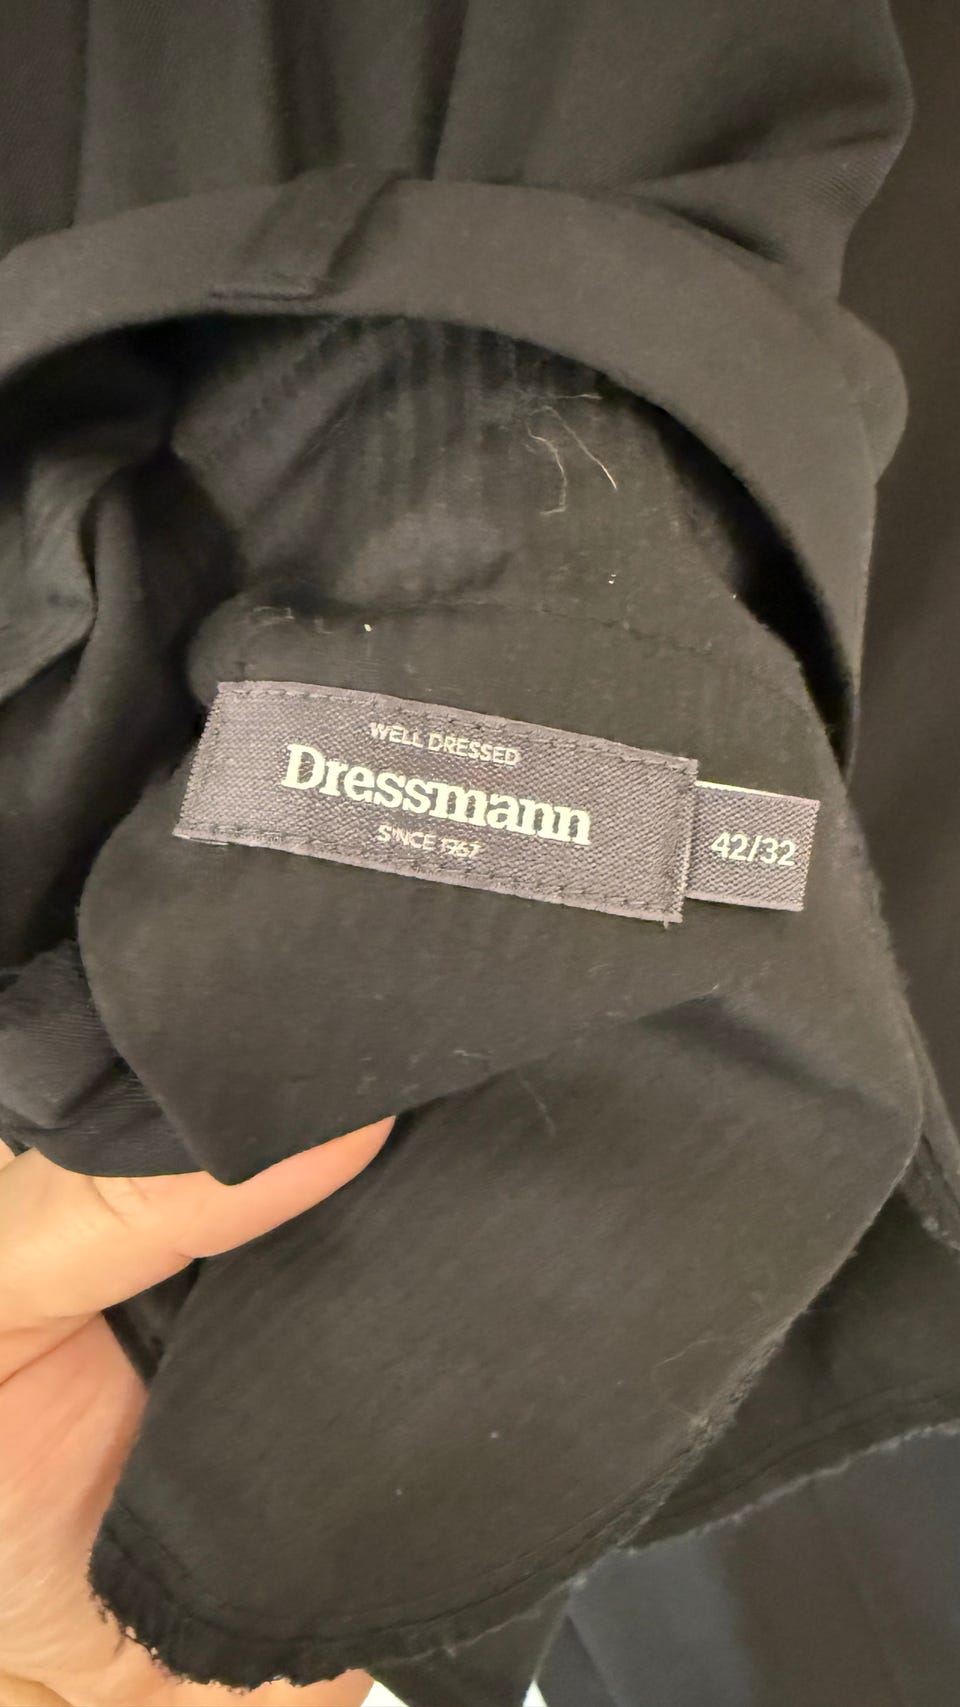 WELL DRESSED
Dressmann
SINCE 1967
42/32